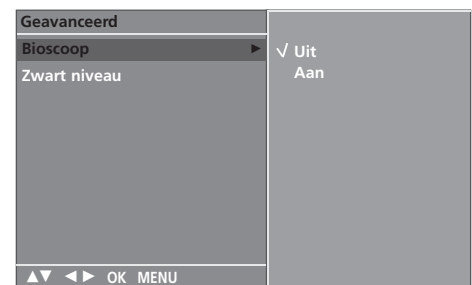 Geavanceerd
Bioscoop ►
Zwart niveau
√ Uit
Aan
▲▼ ◄► OK MENU